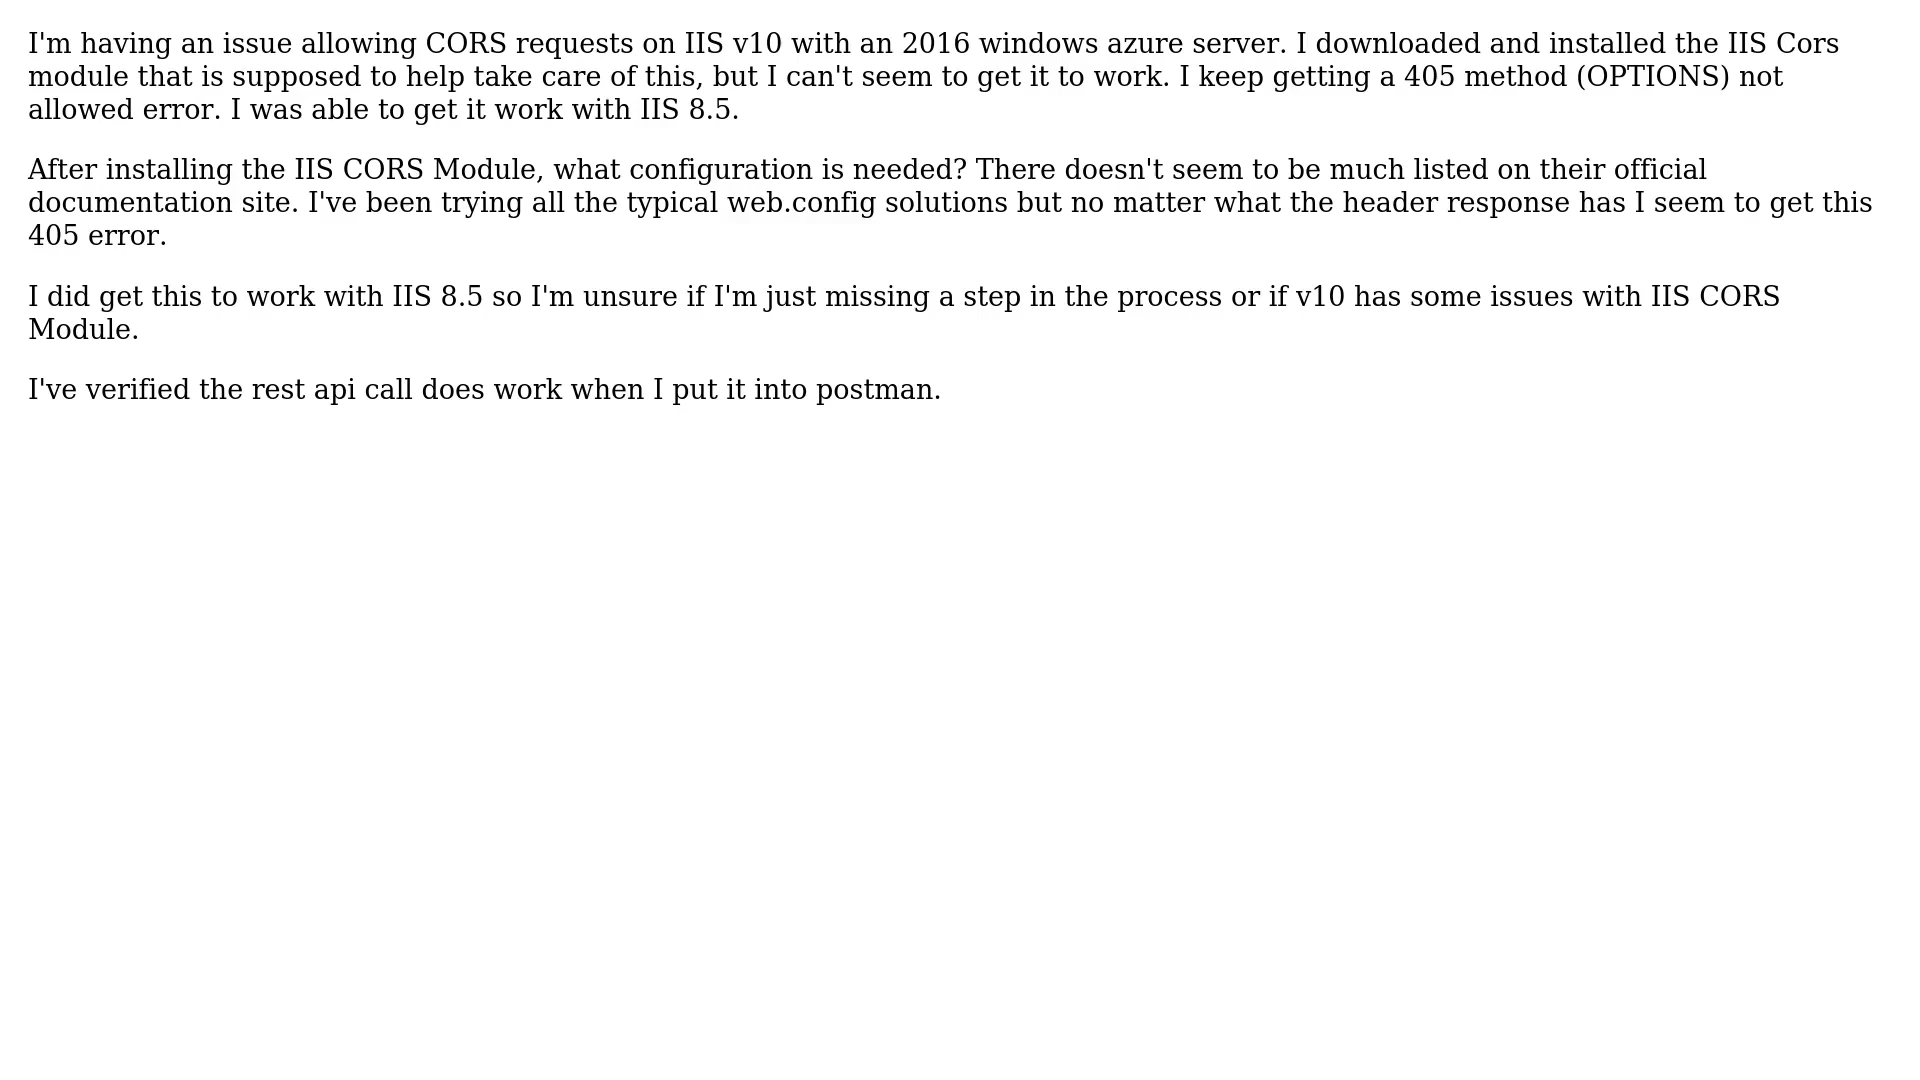 I'm having an issue allowing CORS requests on IIS v10 with an 2016 windows azure server. I downloaded and installed the IIS Cors
module that is supposed to help take care of this, but I can't seem to get it to work. I keep getting a 405 method (OPTIONS) not
allowed error. I was able to get it work with IIS 8.5.
After installing the IIS CORS Module, what configuration is needed? There doesn't seem to be much listed on their official
documentation site. I've been trying all the typical web.config solutions but no matter what the header response has I seem to get this
405 error.
I did get this to work with IIS 8.5 so I'm unsure if I'm just missing a step in the process or if v10 has some issues with IIS CORS
Module.
I've verified the rest api call does work when I put it into postman.